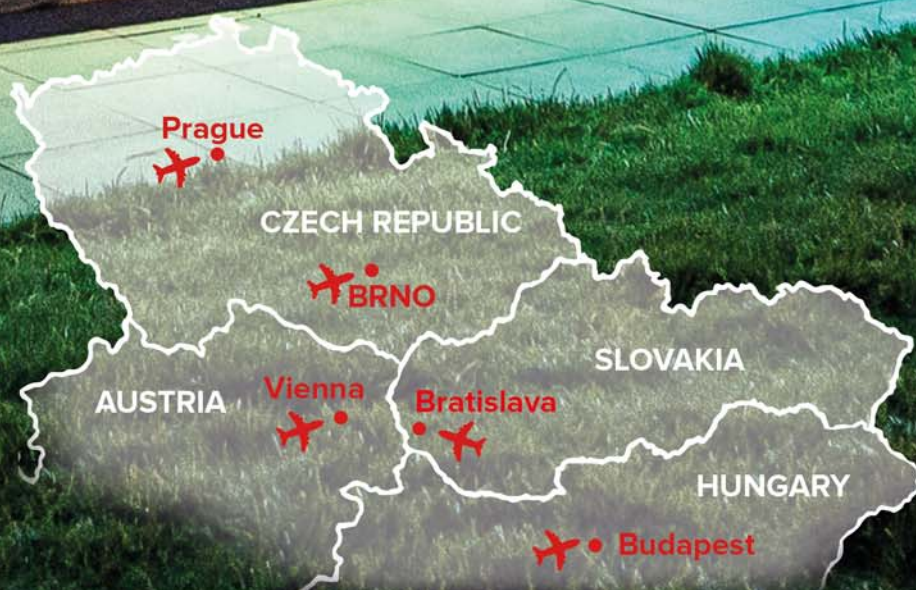 Prague
CZECH REPUBLIC
BRNO
SLOVAKIA
AUSTRIA
Vienna
Bratislava
HUNGARY
Budapest